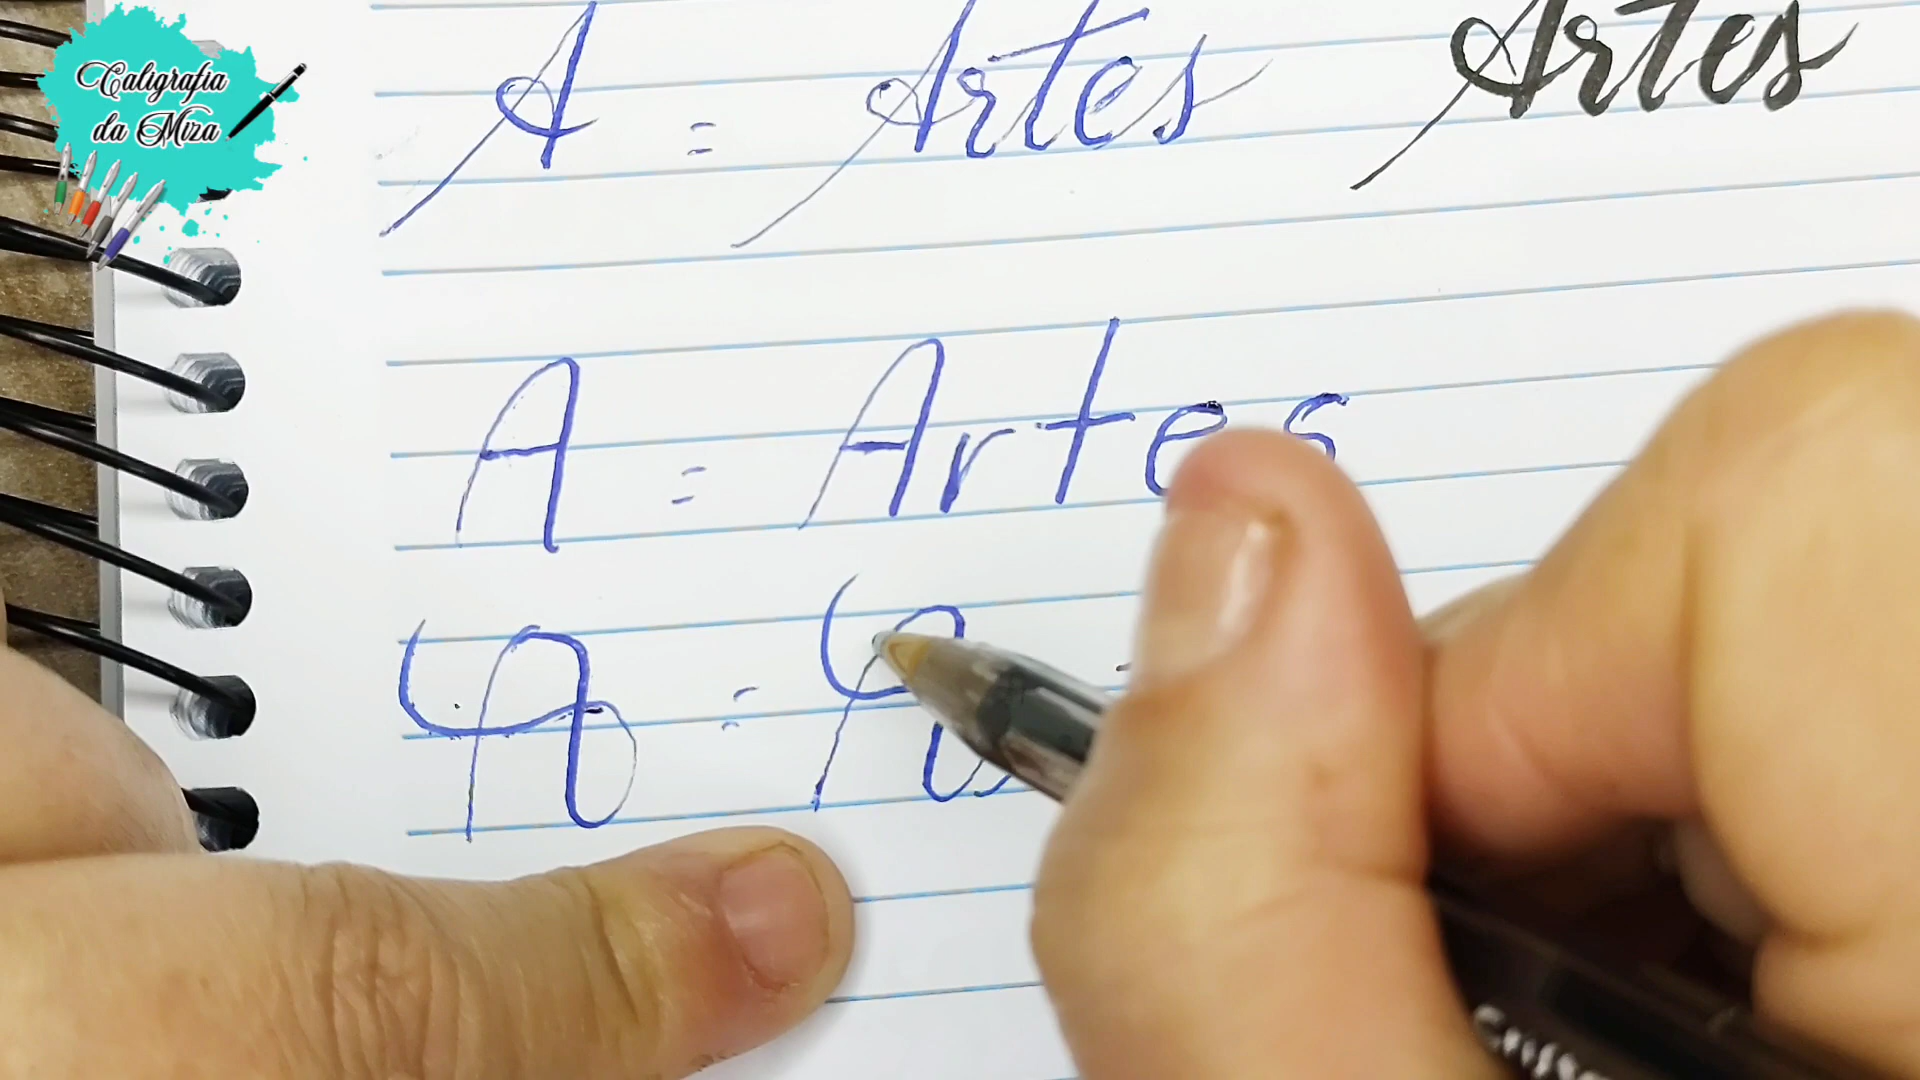 Caligrafia
da Miza
A = Artes Artes
A = Artes
A = A